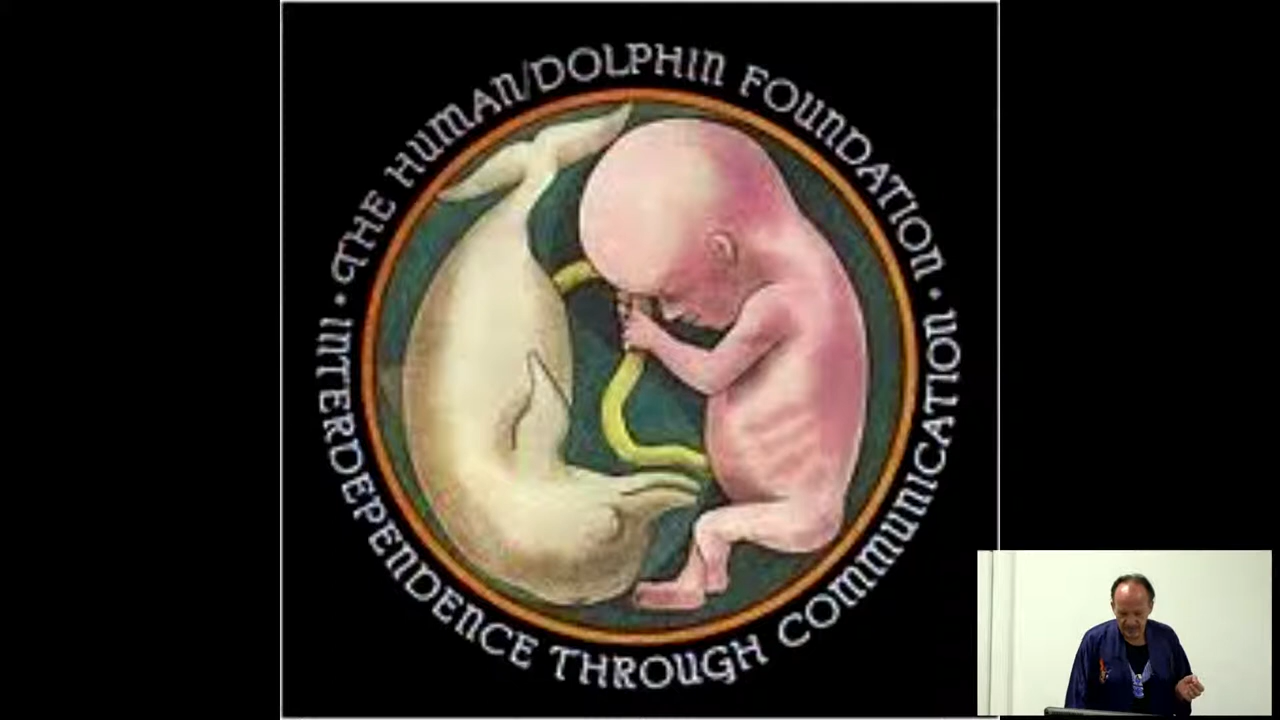 THE HUMAN/DOLPHIN FOUNDATION
• INTERDEPENDENCE THROUGH COMMUNICATION •